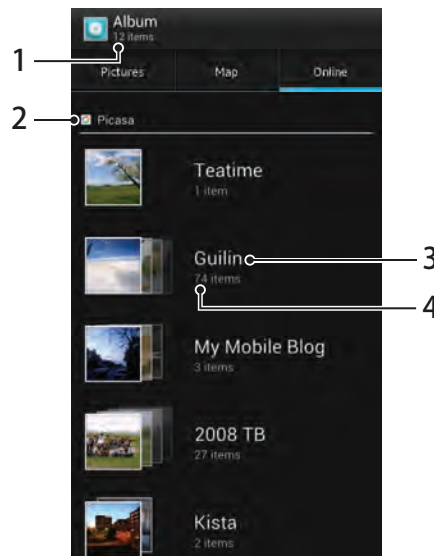 Album
12 items
1
Pictures Map Online
2
Picasa
Teatime
1 item
Guilin
3
74 items
4
My Mobile Blog
3 items
2008 TB
27 items
Kista
2 items